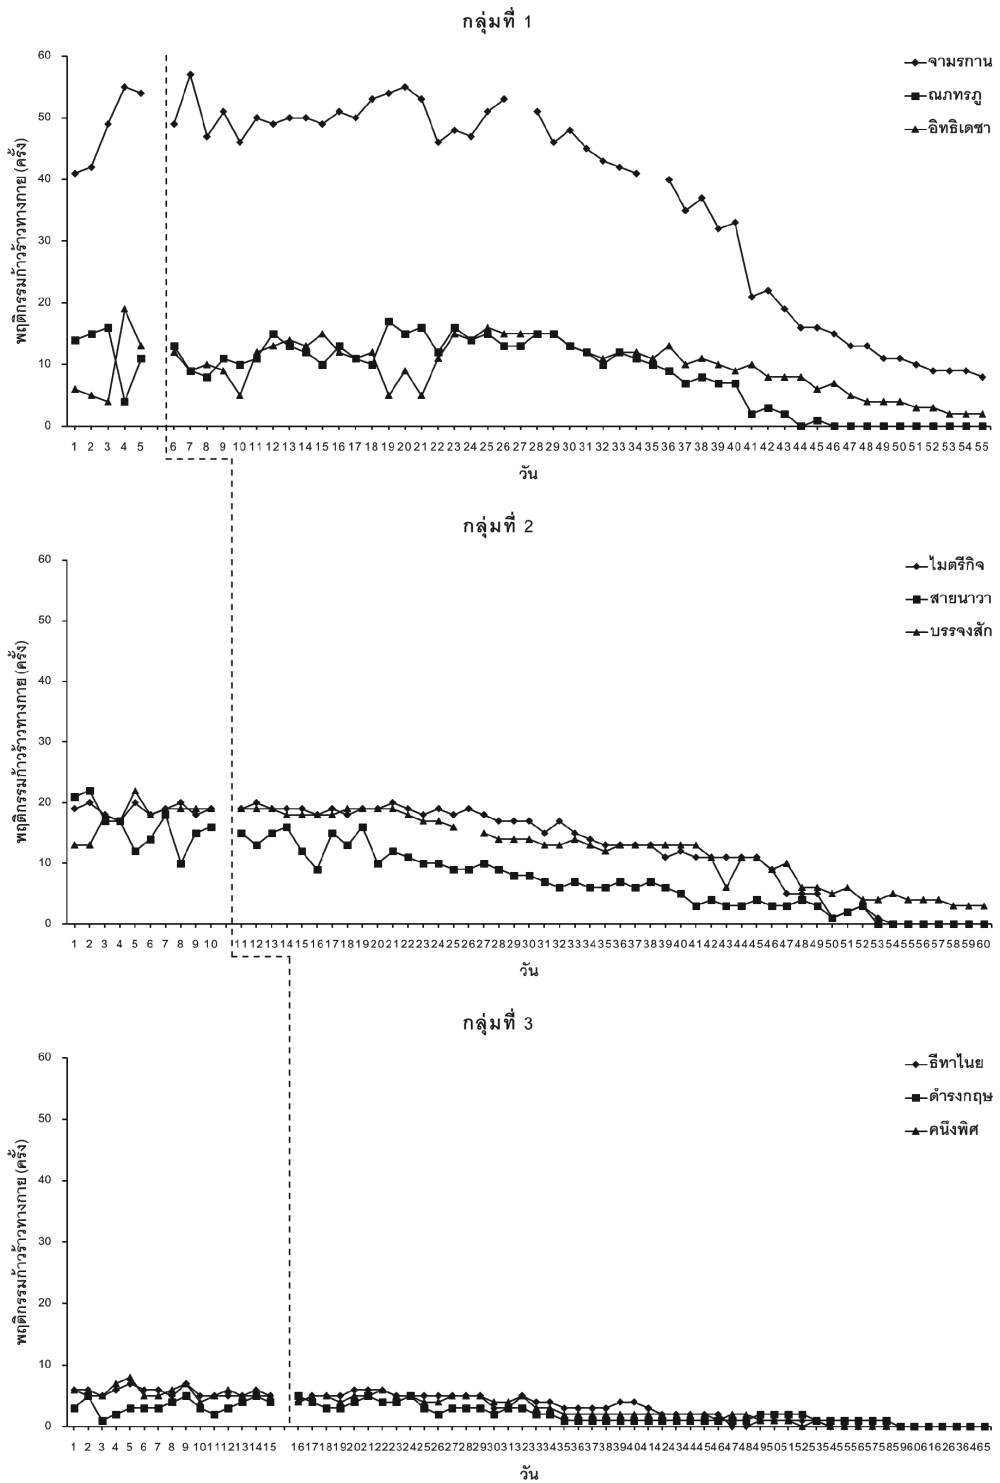 กลุ่มที่ 1
จามรกาน
ณภทรภู
อิทธิเดชา
พฤติกรรมก้าวร้าวทางกาย (ครั้ง)
60
50
40
30
20
10
0
1 2 3 4 5 6 7 8 9 10 11 12 13 14 15 16 17 18 19 20 21 22 23 24 25 26 27 28 29 30 31 32 33 34 35 36 37 38 39 40 41 42 43 44 45 46 47 48 49 50 51 52 53 54 55
วัน
กลุ่มที่ 2
ไมตรีกิจ
สายนาวา
บรรจงสัก
พฤติกรรมก้าวร้าวทางกาย (ครั้ง)
60
50
40
30
20
10
0
1 2 3 4 5 6 7 8 9 10 11 12 13 14 15 16 17 18 19 20 21 22 23 24 25 26 27 28 29 30 31 32 33 34 35 36 37 38 39 40 41 42 43 44 45 46 47 48 49 50 51 52 53 54 55 56 57 58 59 60
วัน
กลุ่มที่ 3
ธีทาไนย
ดำรงกฤษ
คนึงพิศ
พฤติกรรมก้าวร้าวทางกาย (ครั้ง)
60
50
40
30
20
10
0
1 2 3 4 5 6 7 8 9 10 11 12 13 14 15 16 17 18 19 20 21 22 23 24 25 26 27 28 29 30 31 32 33 34 35 36 37 38 39 40 41 42 43 44 45 46 47 48 49 50 51 52 53 54 55 56 57 58 59 60 61 62 63 64 65
วัน